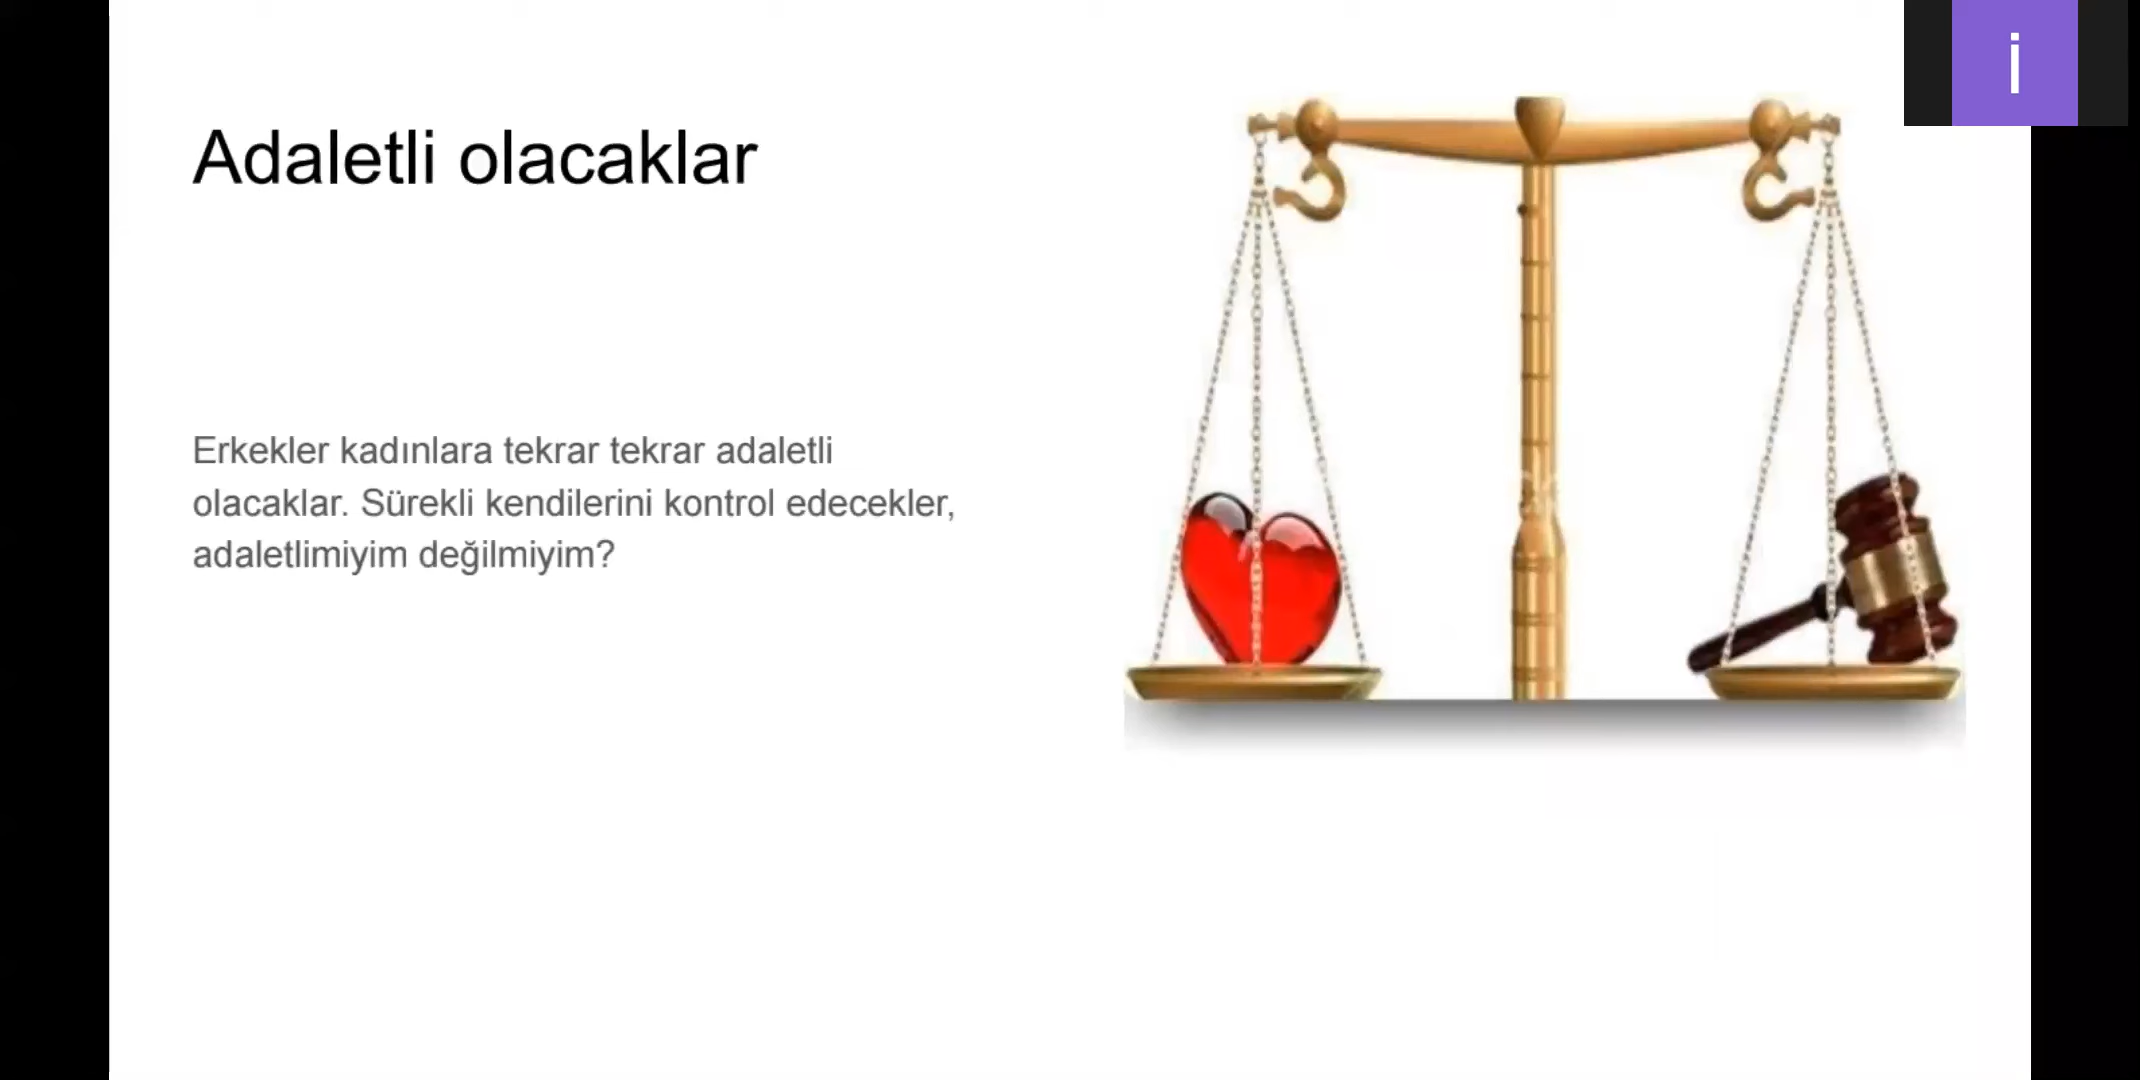 Adaletli olacaklar
i
Erkekler kadınlara tekrar tekrar adaletli
olacaklar. Sürekli kendilerini kontrol edecekler,
adaletlimiyim değilmiyim?